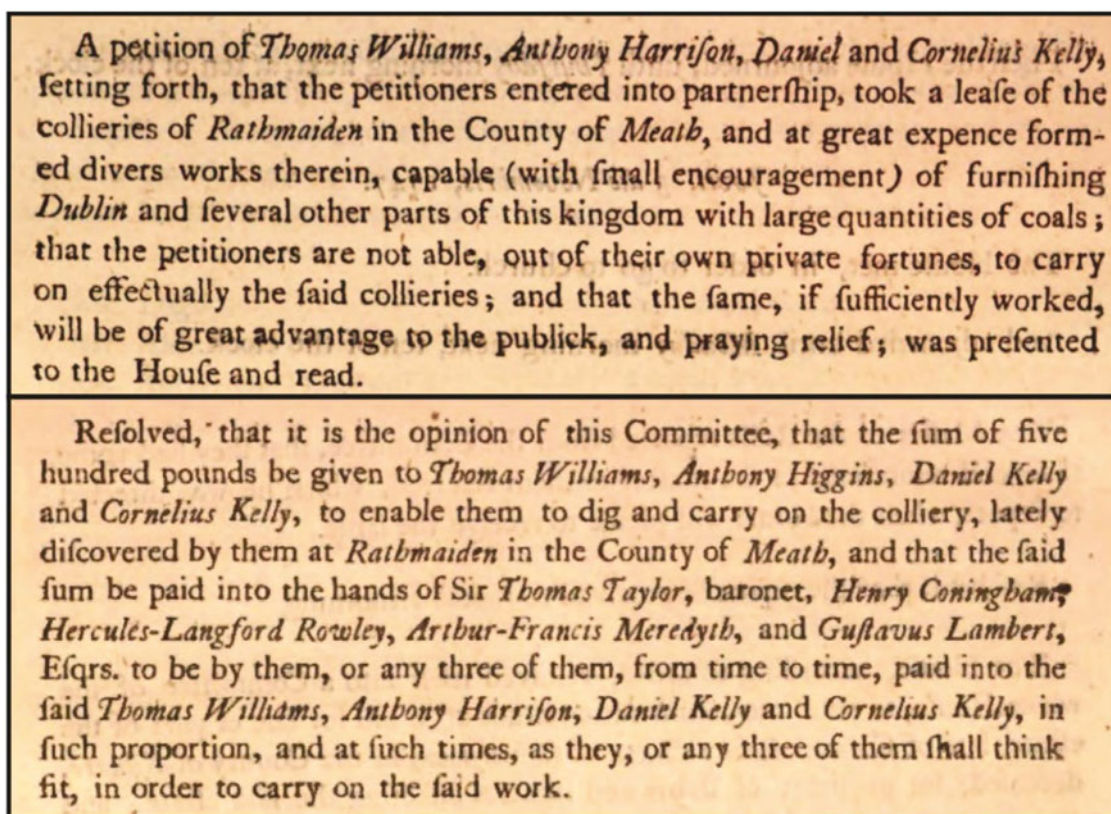 A petition of Thomas Williams, Anthony Harriſon, Daniel and Cornelius Kelly,
ſetting forth, that the petitioners entered into partnerſhip, took a leaſe of the
collieries of Rathmaiden in the County of Meath, and at great expence form-
ed divers works therein, capable (with ſmall encouragement) of furniſhing
Dublin and ſeveral other parts of this kingdom with large quantities of coals;
that the petitioners are not able, out of their own private fortunes, to carry
on effectually the ſaid collieries; and that the ſame, if ſufficiently worked,
will be of great advantage to the publick, and praying relief; was preſented
to the Houſe and read.
Reſolved, that it is the opinion of this Committee, that the ſum of five
hundred pounds be given to Thomas Williams, Anthony Higgins, Daniel Kelly
and Cornelius Kelly, to enable them to dig and carry on the colliery, lately
diſcovered by them at Rathmaiden in the County of Meath, and that the ſaid
ſum be paid into the hands of Sir Thomas Taylor, baronet, Henry Coningham,
Hercules-Langford Rowley, Arthur-Francis Meredyth, and Guſtavus Lambert,
Eſqrs. to be by them, or any three of them, from time to time, paid into the
ſaid Thomas Williams, Anthony Harriſon, Daniel Kelly and Cornelius Kelly, in
ſuch proportion, and at ſuch times, as they, or any three of them ſhall think
fit, in order to carry on the ſaid work.